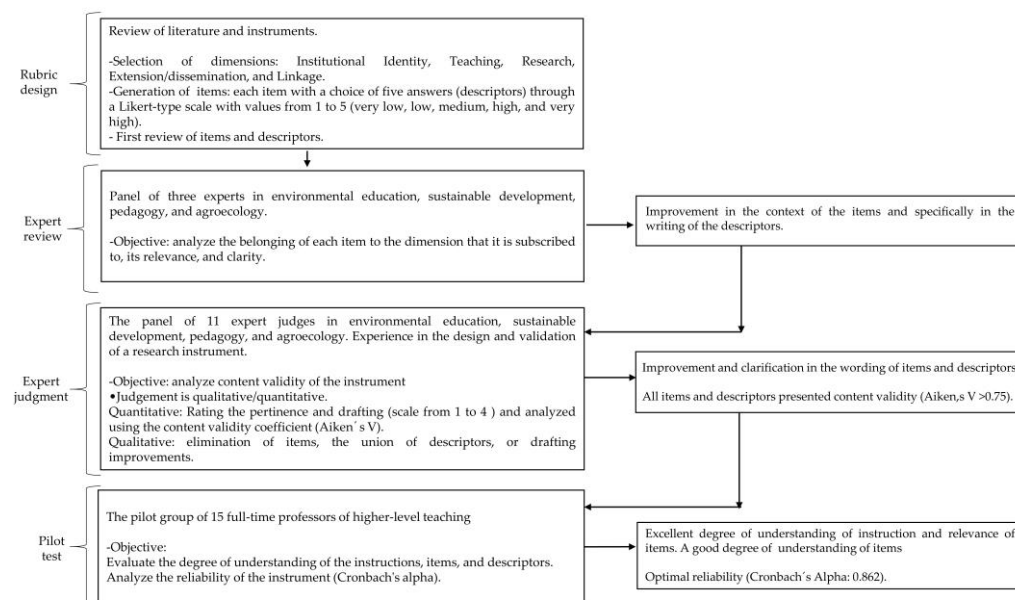 Rubric
design
Review of literature and instruments.
-Selection of dimensions: Institutional Identity, Teaching, Research,
Extension/dissemination, and Linkage.
-Generation of items: each item with a choice of five answers (descriptors) through
a Likert-type scale with values from 1 to 5 (very low, low, medium, high, and very
high).
- First review of items and descriptors.
Expert
review
Panel of three experts in environmental education, sustainable development,
pedagogy, and agroecology.
-Objective: analyze the belonging of each item to the dimension that it is subscribed
to, its relevance, and clarity.
Improvement in the context of the items and specifically in the
writing of the descriptors.
Expert
judgment
The panel of 11 expert judges in environmental education, sustainable
development, pedagogy, and agroecology. Experience in the design and validation
of a research instrument.
-Objective: analyze content validity of the instrument
•Judgement is qualitative/quantitative.
Quantitative: Rating the pertinence and drafting (scale from 1 to 4 ) and analyzed
using the content validity coefficient (Aiken´s V).
Qualitative: elimination of items, the union of descriptors, or drafting
improvements.
Improvement and clarification in the wording of items and descriptors
All items and descriptors presented content validity (Aiken,s V >0.75).
Pilot
test
The pilot group of 15 full-time professors of higher-level teaching
-Objective:
Evaluate the degree of understanding of the instructions, items, and descriptors.
Analyze the reliability of the instrument (Cronbach's alpha).
Excellent degree of understanding of instruction and relevance of
items. A good degree of understanding of items
Optimal reliability (Cronbach´s Alpha: 0.862).